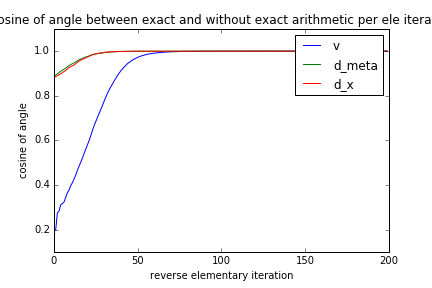 osine of angle between exact and without exact arithmetic per ele itera
1.0
0.8
0.6
0.4
0.2
v
d_meta
d_x
cosine of angle
0
50
100
150
200
reverse elementary iteration